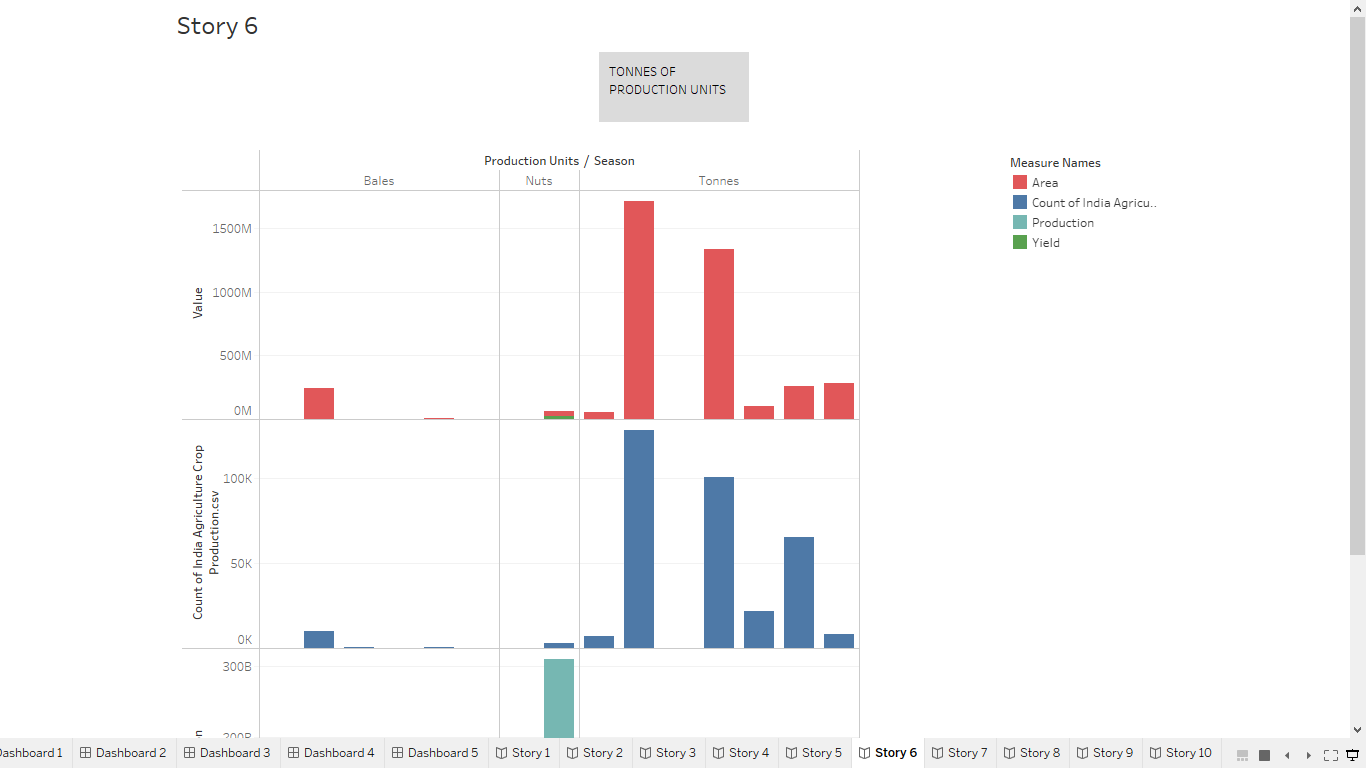 Story 6
TONNES OF
PRODUCTION UNITS
Production Units / Season
Bales
Nuts
Tonnes
Measure Names
Area
Count of India Agricu..
Production
Yield
Value
1500M
1000M
500M
0M
Count of India Agriculture Crop
Production.csv
100K
50K
0K
300B
200B
Dashboard 1
Dashboard 2
Dashboard 3
Dashboard 4
Dashboard 5
Story 1
Story 2
Story 3
Story 4
Story 5
Story 6
Story 7
Story 8
Story 9
Story 10